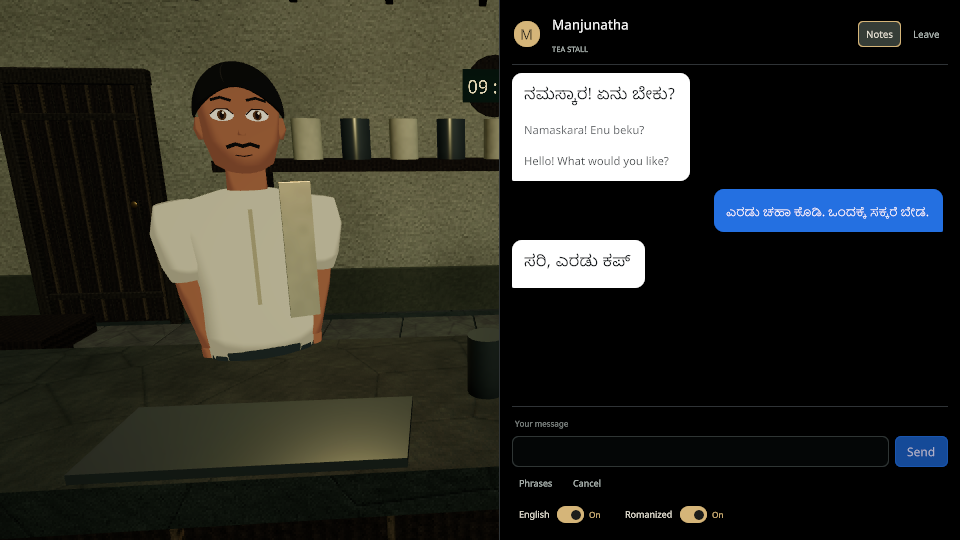 09:
M
Manjunatha
TEA STALL
Notes
Leave
ನಮಸ್ಕಾರ! ಏನು ಬೇಕು?
Namaskara! Enu beku?
Hello! What would you like?
ಎರಡು ಚಹಾ ಕೊಡಿ. ಒಂದಕ್ಕೆ ಸಕ್ಕರೆ ಬೇಡ.
ಸರಿ, ಎರಡು ಕಪ್
Your message
Send
Phrases
Cancel
English
On
Romanized
On